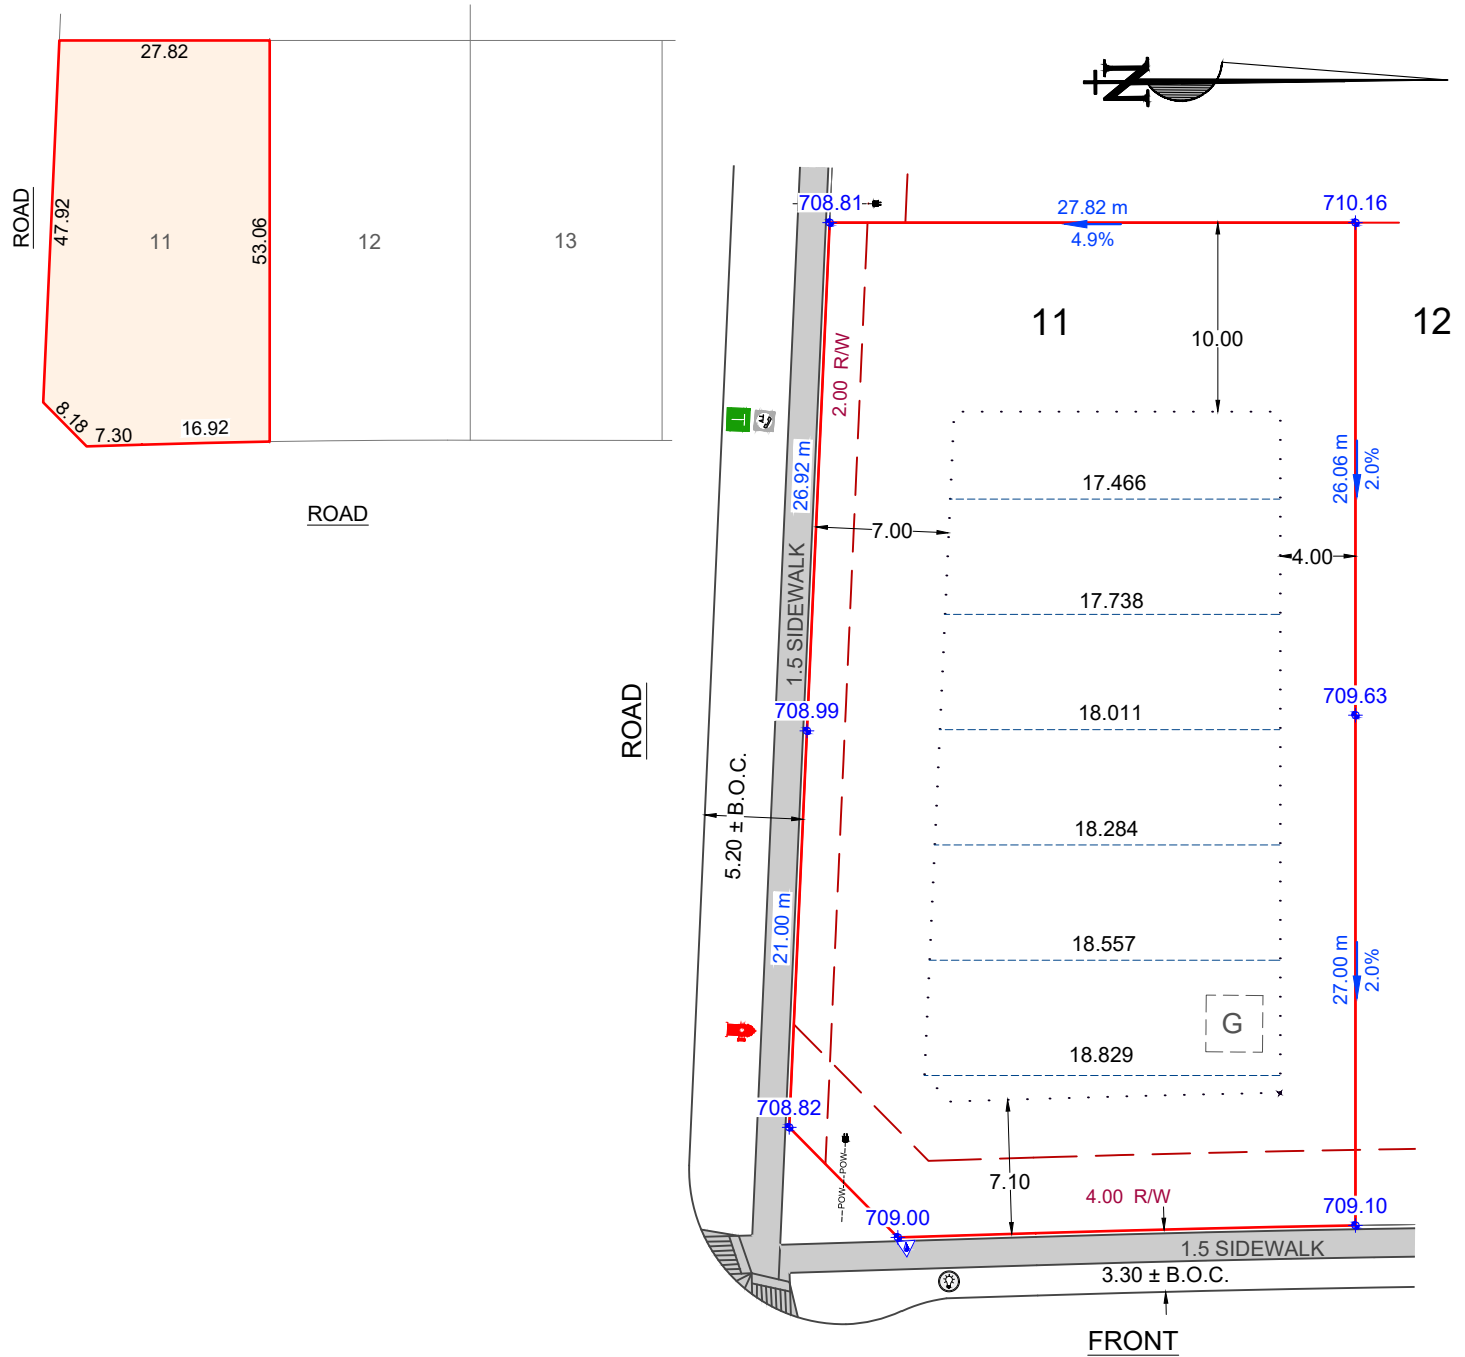 27.82
ROAD
47.92
11
53.06
12
13
8.18
7.30
16.92
ROAD
N
708.81
27.82 m
4.9%
710.16
11
12
2.00 R/W
10.00
26.92 m
17.466
26.06 m
2.0%
7.00
4.00
1.5 SIDEWALK
17.738
ROAD
708.99
18.011
709.63
5.20 ± B.O.C.
18.284
21.00 m
18.557
27.00 m
2.0%
G
18.829
708.82
POW
POW
7.10
4.00 R/W
709.00
709.10
1.5 SIDEWALK
3.30 ± B.O.C.
FRONT
T